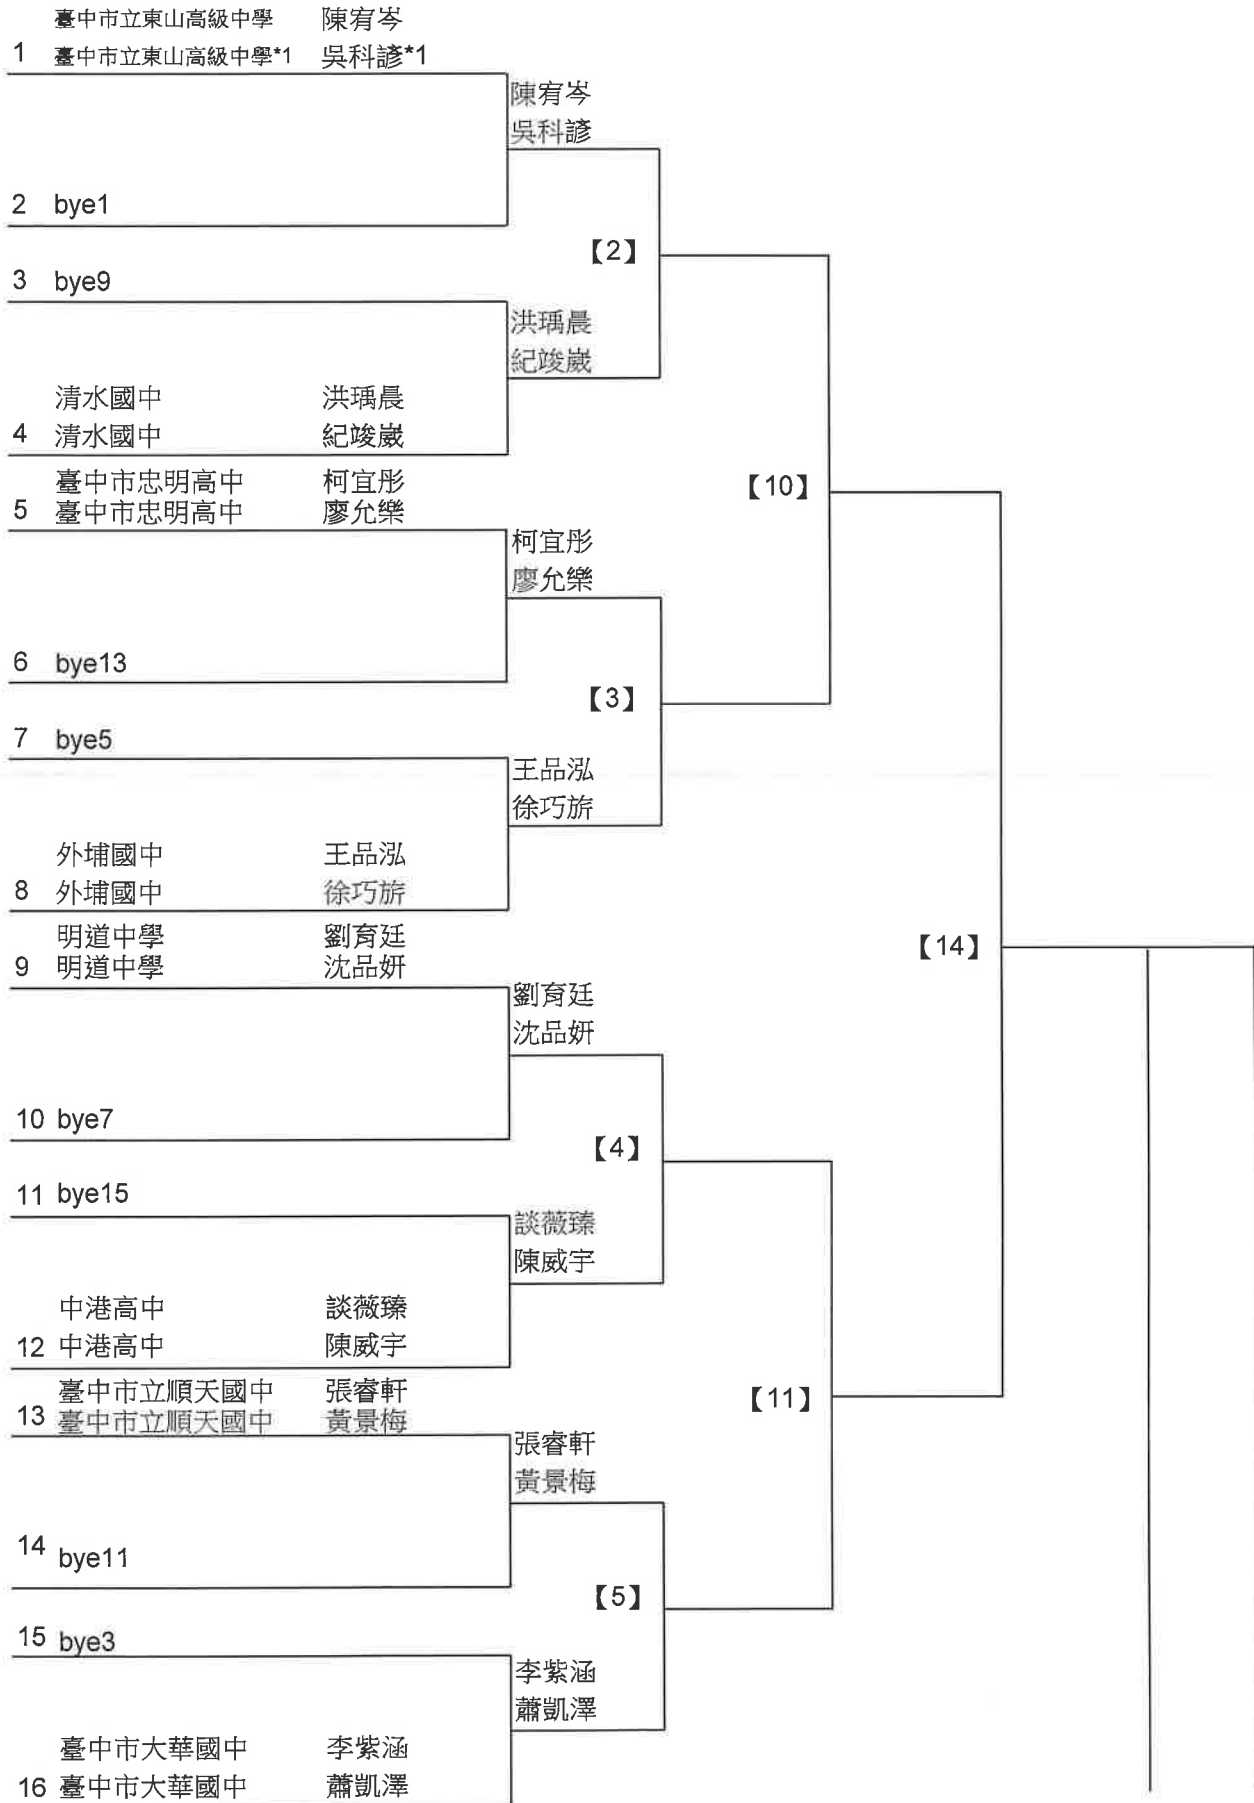 臺中市立東山高級中學 陳宥岑
1 臺中市立東山高級中學*1 吳科諺*1
陳宥岑
吳科諺
2 bye1
【2】
3 bye9
洪瑀晨
紀竣崴
清水國中 洪瑀晨
4 清水國中 紀竣崴
臺中市忠明高中 柯宜彤
【10】
5 臺中市忠明高中 廖允樂
柯宜彤
廖允樂
6 bye13
【3】
7 bye5
王品泓
徐巧旂
外埔國中 王品泓
8 外埔國中 徐巧旂
明道中學 劉育廷
【14】
9 明道中學 沈品妍
劉育廷
沈品妍
10 bye7
【4】
11 bye15
談薇臻
陳威宇
中港高中 談薇臻
12 中港高中 陳威宇
臺中市立順天國中 張睿軒
【11】
13 臺中市立順天國中 黃景梅
張睿軒
黃景梅
14 bye11
【5】
15 bye3
李紫涵
蕭凱澤
臺中市大華國中 李紫涵
16 臺中市大華國中 蕭凱澤